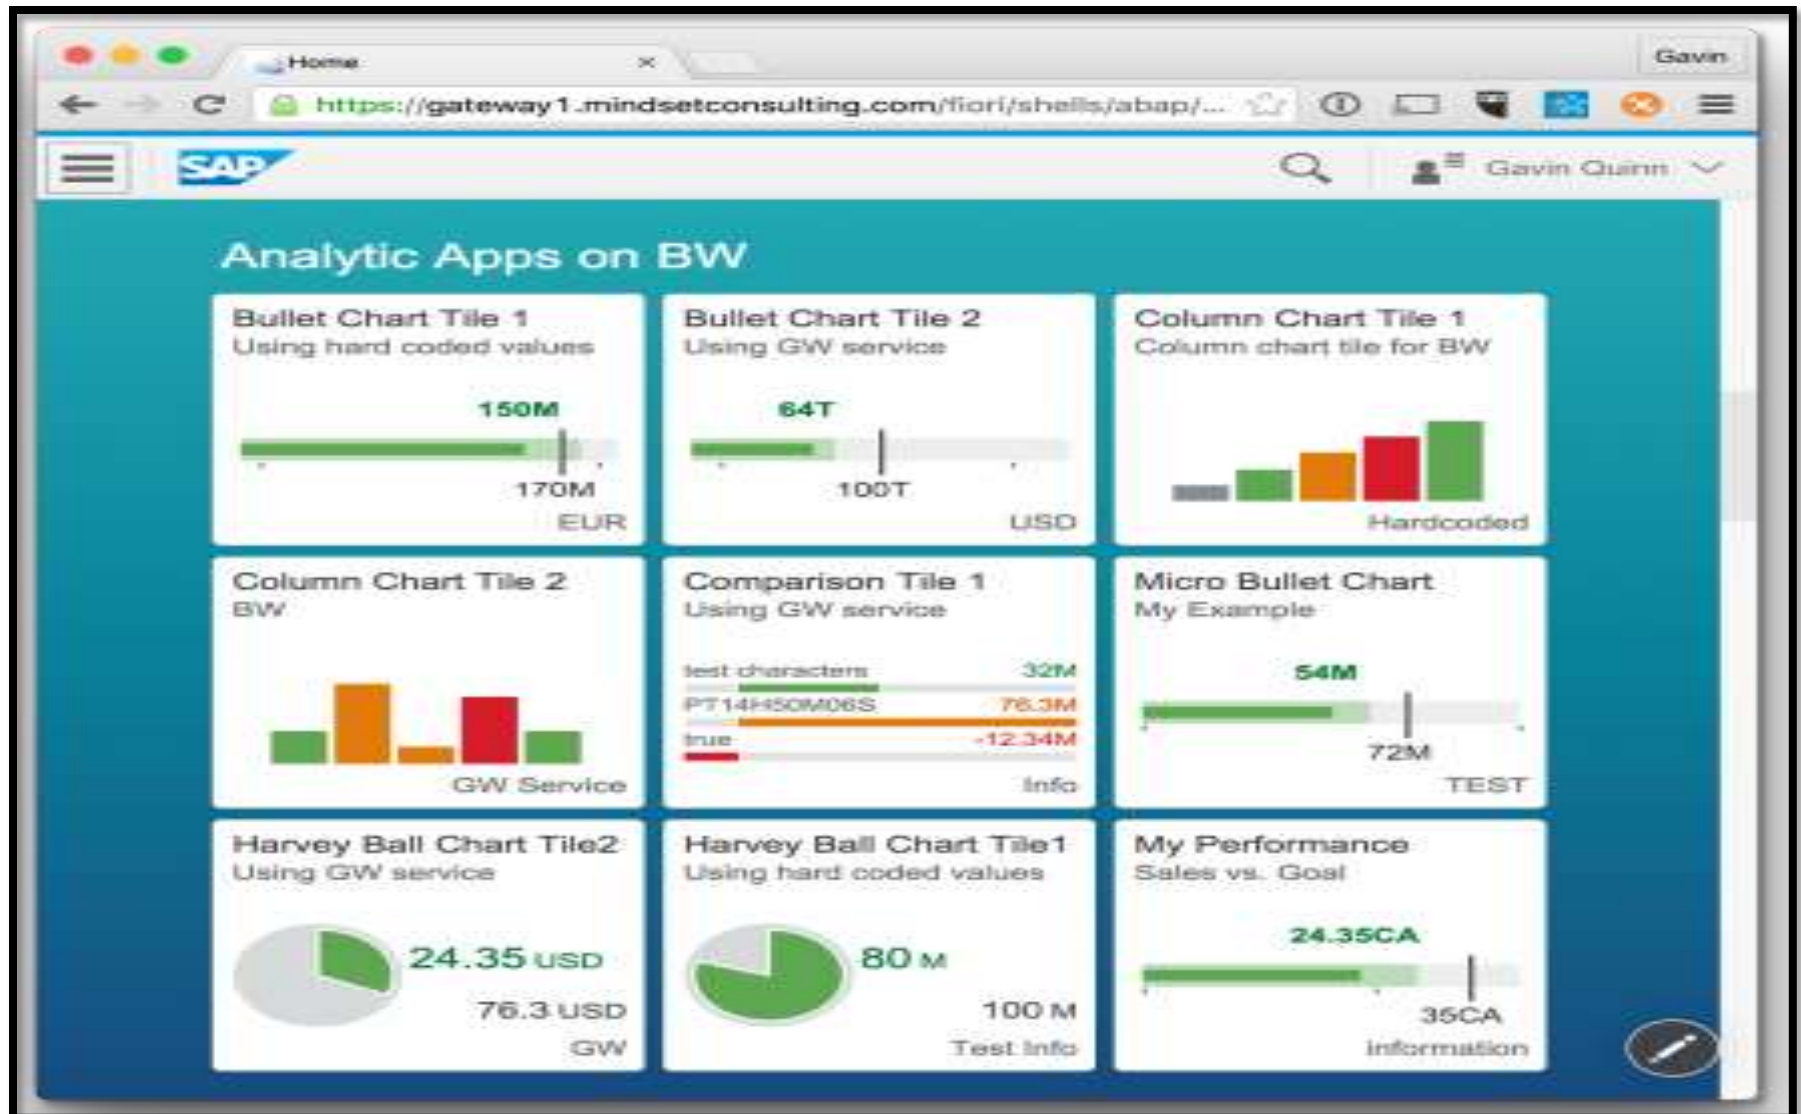 Home
Gavin
https://gateway1.mindsetconsulting.com/fiori/shells/abap/...
SAP
Gavin Quinn
Analytic Apps on BW
Bullet Chart Tile 1
Using hard coded values
150M
170M
EUR
Bullet Chart Tile 2
Using GW service
64T
100T
USD
Column Chart Tile 1
Column chart tile for BW
Hardcoded
Column Chart Tile 2
BW
GW Service
Comparison Tile 1
Using GW service
test characters 32M
PT14H50M06S 76.3M
true -12.34M
Info
Micro Bullet Chart
My Example
54M
72M
TEST
Harvey Ball Chart Tile2
Using GW service
24.35 USD
76.3 USD
GW
Harvey Ball Chart Tile1
Using hard coded values
80 M
100 M
Test Info
My Performance
Sales vs. Goal
24.35CA
35CA
information